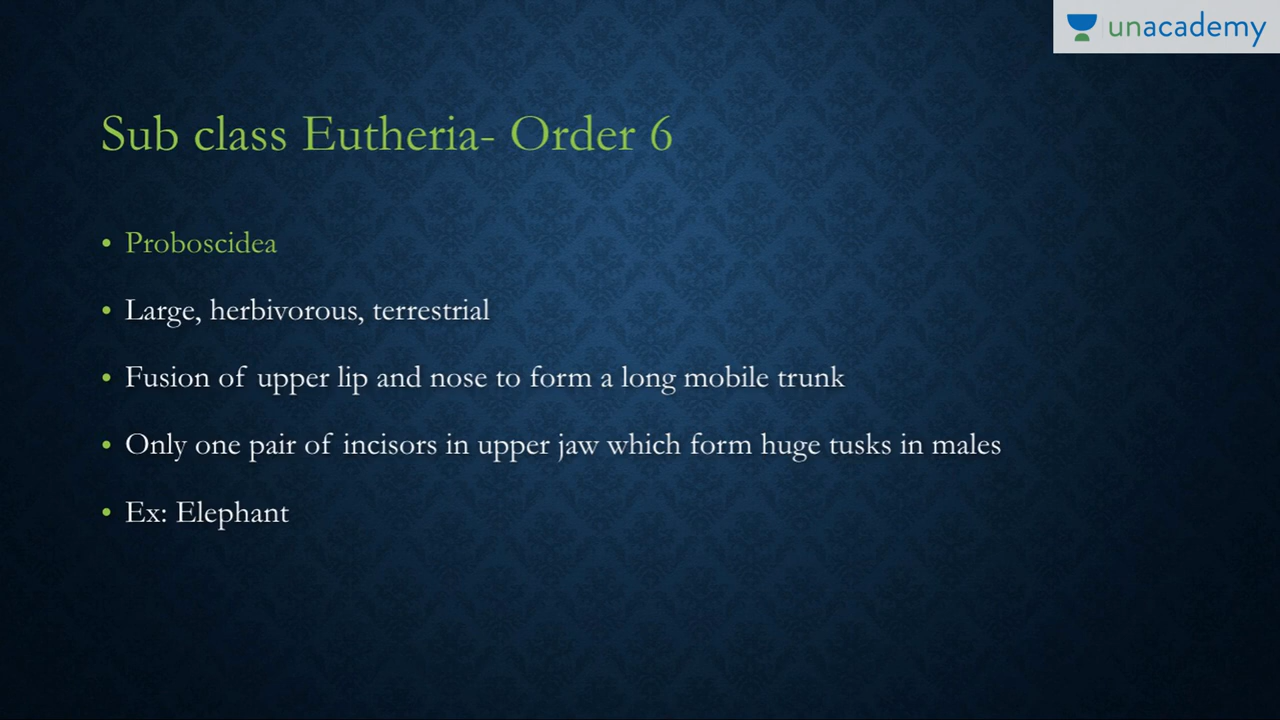 unacademy
Sub class Eutheria- Order 6
• Proboscidea
• Large, herbivorous, terrestrial
• Fusion of upper lip and nose to form a long mobile trunk
• Only one pair of incisors in upper jaw which form huge tusks in males
• Ex: Elephant